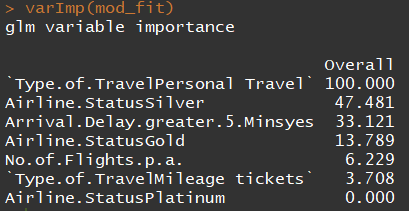 > varImp(mod_fit)
glm variable importance
Overall
`Type.of.TravelPersonal Travel` 100.000
Airline.StatusSilver 47.481
Arrival.Delay.greater.5.Minsyes 33.121
Airline.StatusGold 13.789
No.of.Flights.p.a. 6.229
`Type.of.TravelMileage tickets` 3.708
Airline.StatusPlatinum 0.000